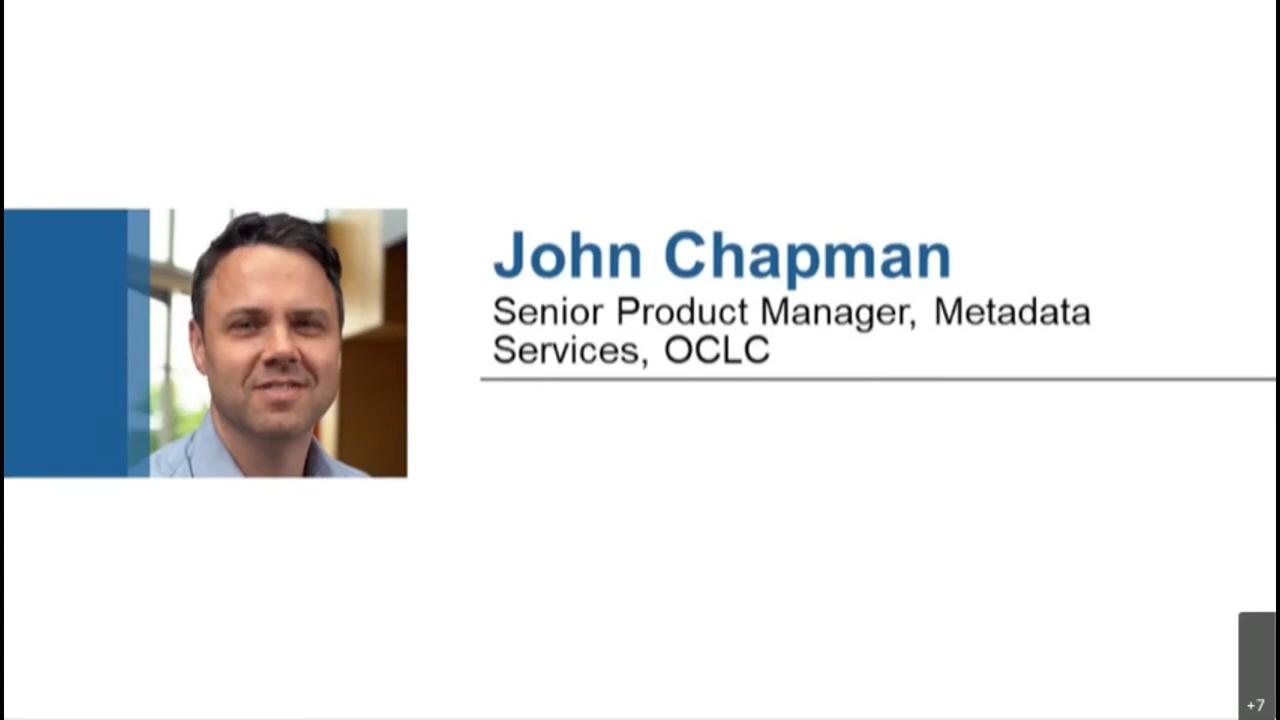 John Chapman
Senior Product Manager, Metadata
Services, OCLC
+7